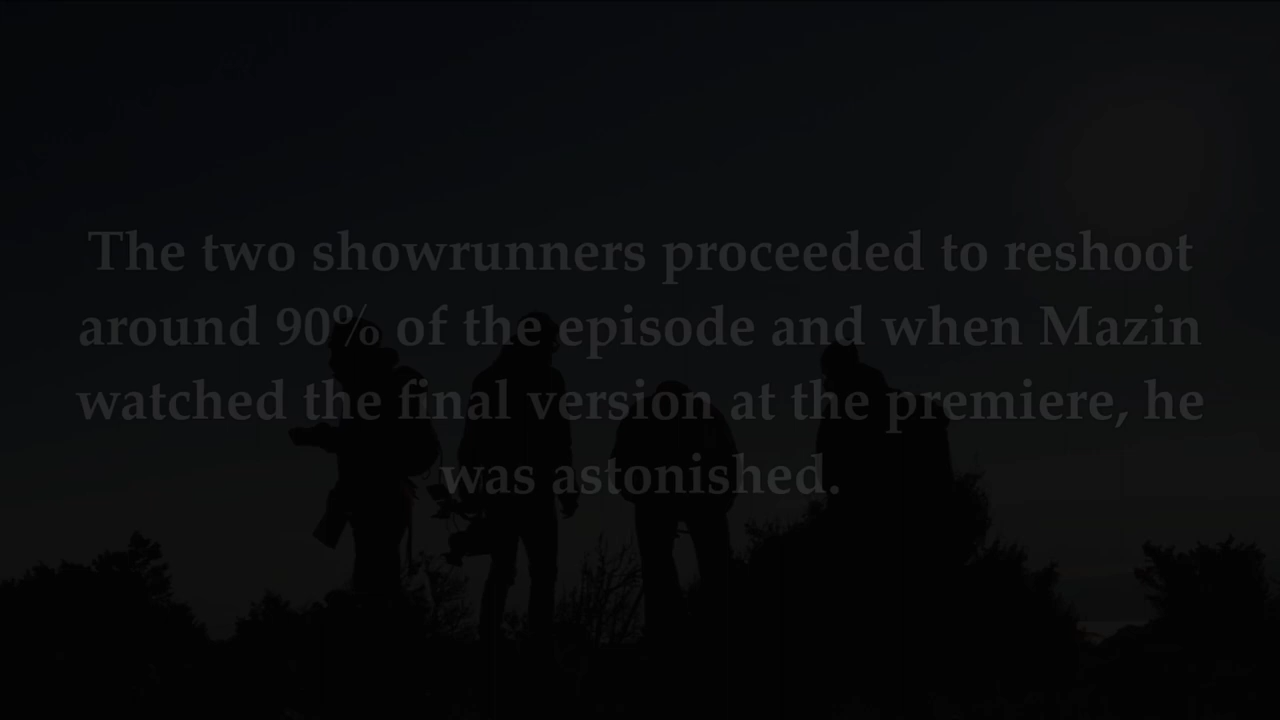 The two showrunners proceeded to reshoot
around 90% of the episode and when Mazin
watched the final version at the premiere, he
was astonished.